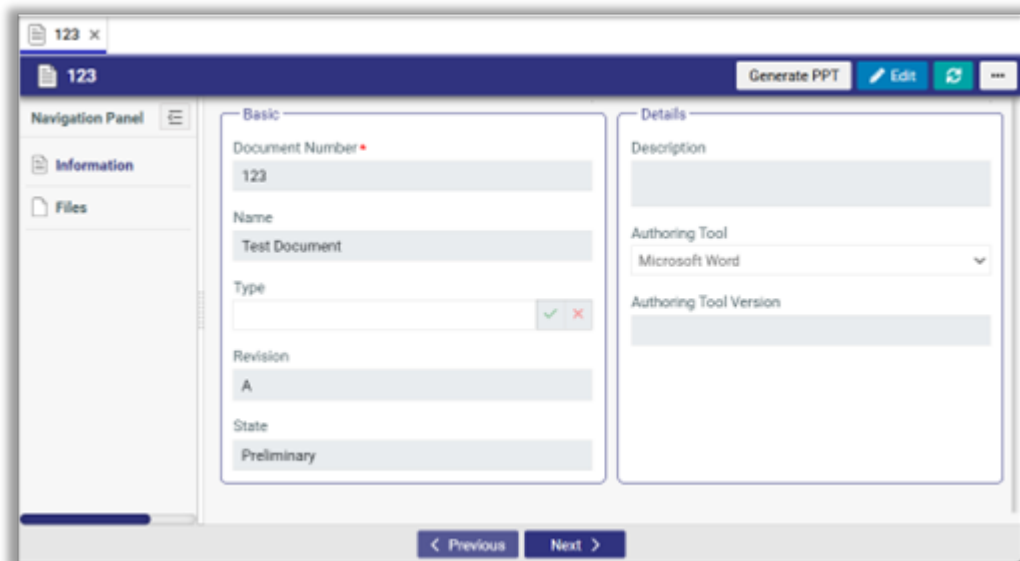 123 ×
123
Generate PPT
Edit
Navigation Panel
Information
Files
Basic
Document Number*
123
Name
Test Document
Type
Revision
A
State
Preliminary
Details
Description
Authoring Tool
Microsoft Word
Authoring Tool Version
Previous
Next